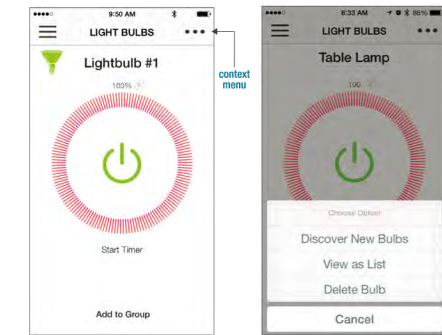 9:50 AM
LIGHT BULBS
Lightbulb #1
100%
Start Timer
Add to Group
context
menu
6:33 AM
86%
LIGHT BULBS
Table Lamp
100
Choose Option
Discover New Bulbs
View as List
Delete Bulb
Cancel